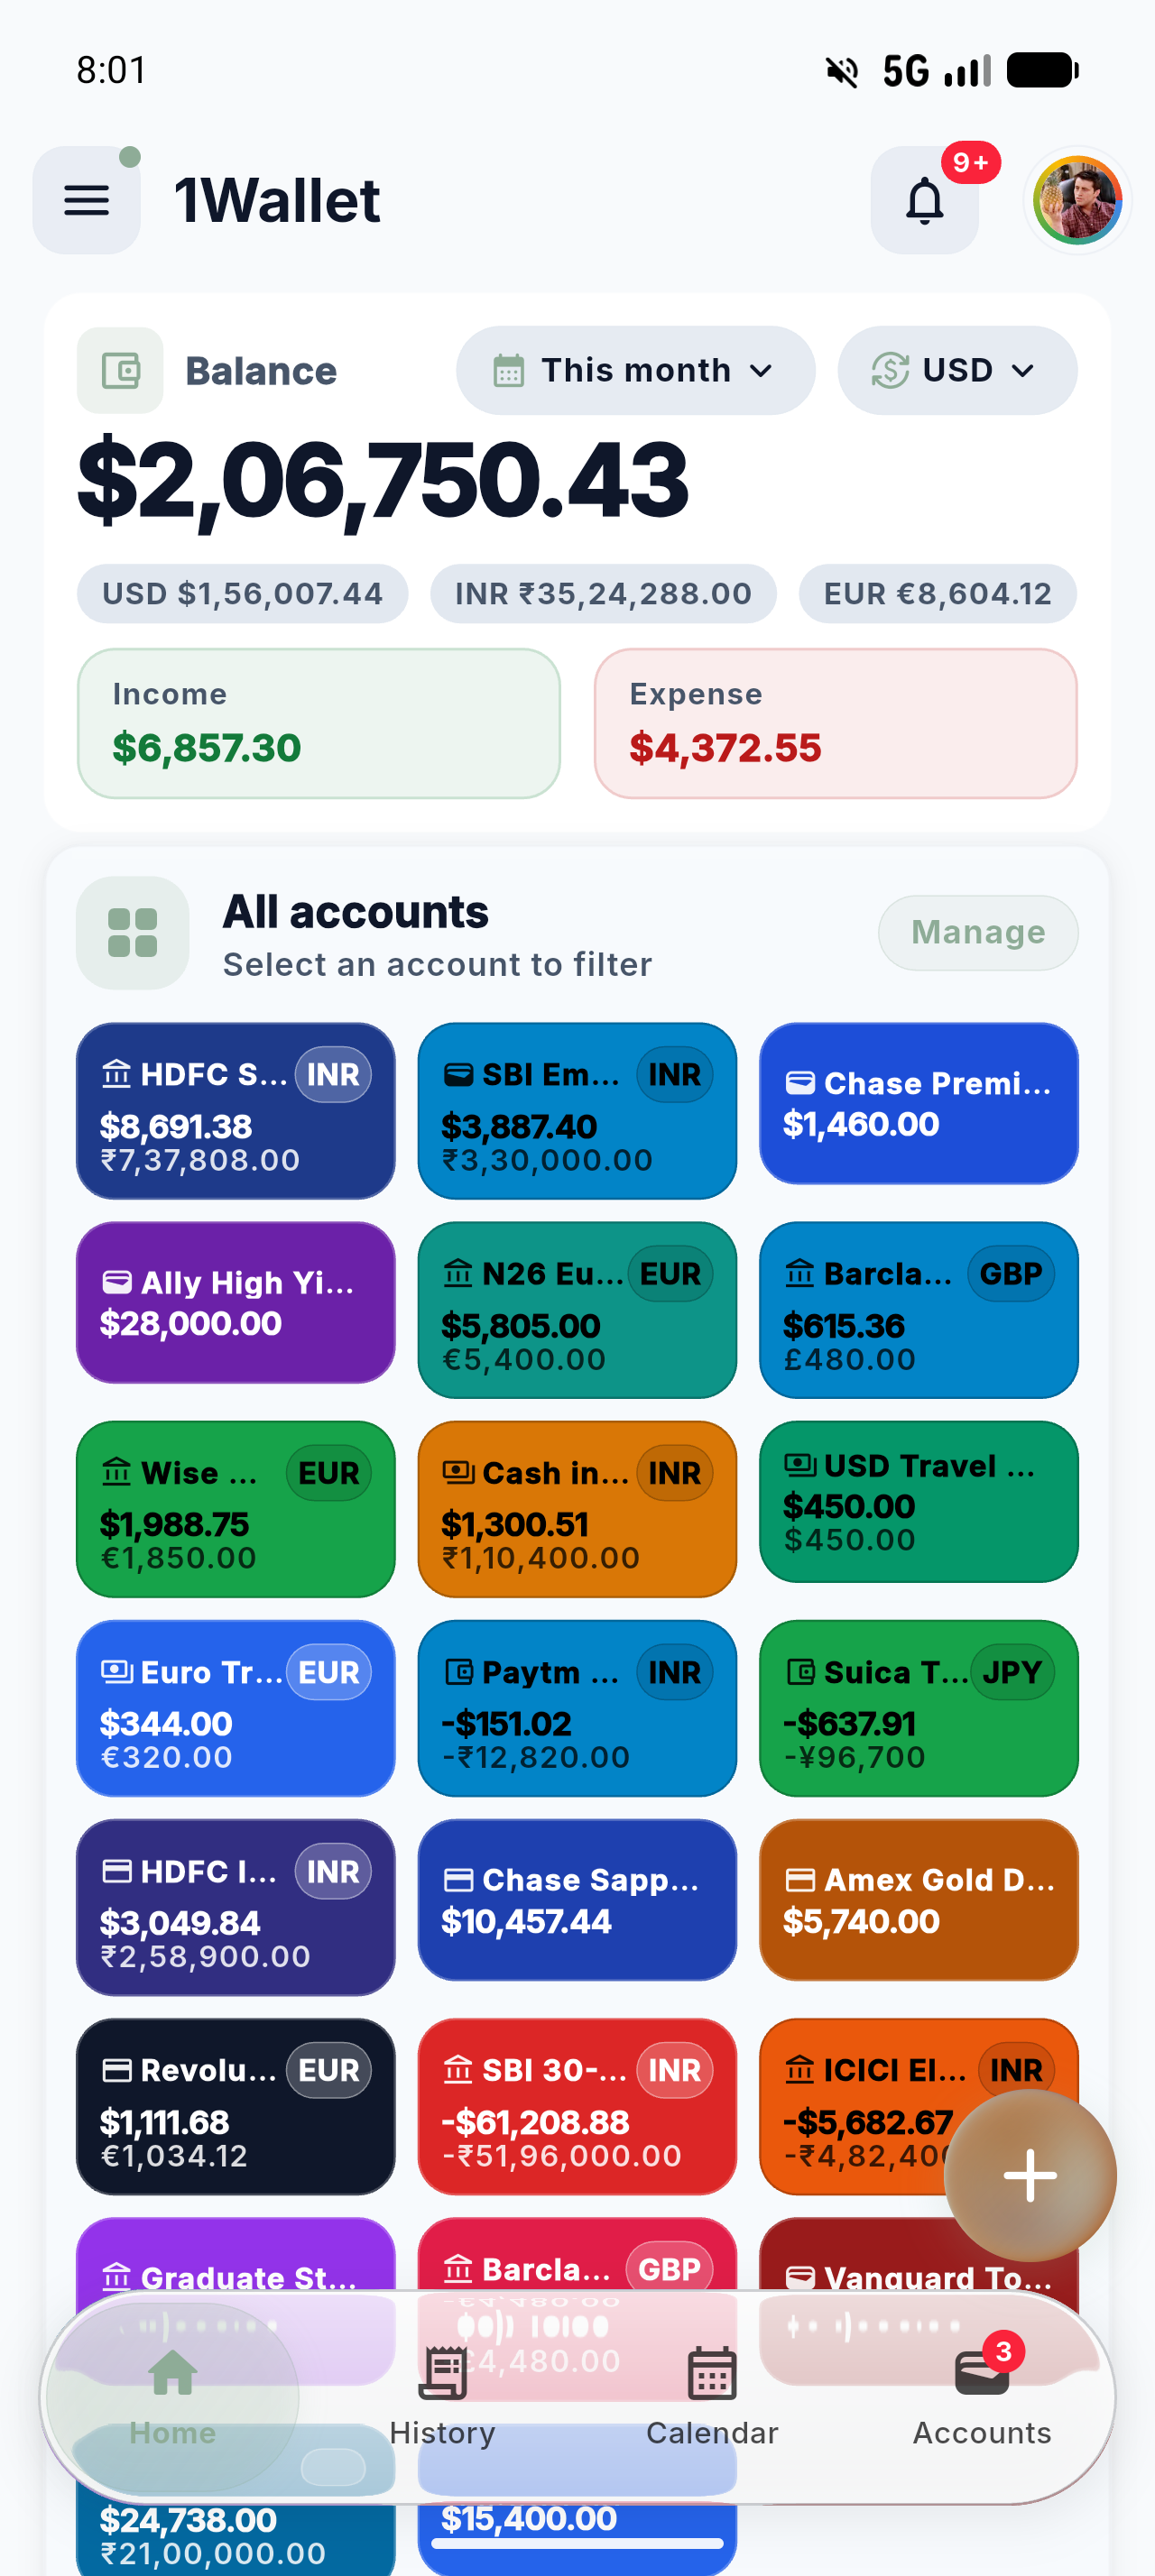 8:01
5G
1Wallet
9+
Balance
This month
USD
$2,06,750.43
USD $1,56,007.44
INR ₹35,24,288.00
EUR €8,604.12
Income
$6,857.30
Expense
$4,372.55
All accounts
Select an account to filter
Manage
HDFC S... INR
$8,691.38
₹7,37,808.00
SBI Em... INR
$3,887.40
₹3,30,000.00
Chase Premi...
$1,460.00
Ally High Yi...
$28,000.00
N26 Eu... EUR
$5,805.00
€5,400.00
Barcla... GBP
$615.36
£480.00
Wise ... EUR
$1,988.75
€1,850.00
Cash in... INR
$1,300.51
₹1,10,400.00
USD Travel ...
$450.00
$450.00
Euro Tr... EUR
$344.00
€320.00
Paytm ... INR
-$151.02
-₹12,820.00
Suica T... JPY
-$637.91
-¥96,700
HDFC I... INR
$3,049.84
₹2,58,900.00
Chase Sapp...
$10,457.44
Amex Gold D...
$5,740.00
Revolu... EUR
$1,111.68
€1,034.12
SBI 30-... INR
-$61,208.88
-₹51,96,000.00
ICICI El... INR
-$5,682.67
-₹4,82,400
Graduate St...
Barcla... GBP
£4,480.00
Vanguard To...
Home
History
Calendar
3
Accounts
$24,738.00
₹21,00,000.00
$15,400.00